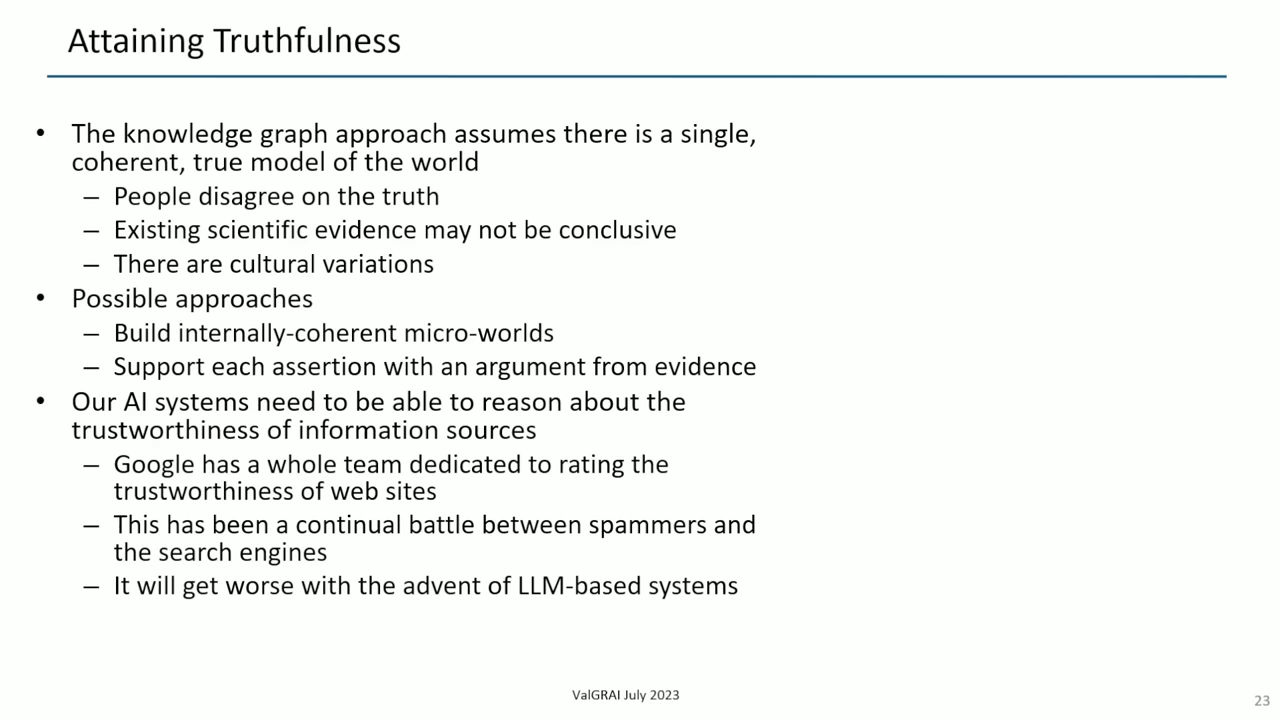 Attaining Truthfulness
• The knowledge graph approach assumes there is a single,
coherent, true model of the world
– People disagree on the truth
– Existing scientific evidence may not be conclusive
– There are cultural variations
• Possible approaches
– Build internally-coherent micro-worlds
– Support each assertion with an argument from evidence
• Our AI systems need to be able to reason about the
trustworthiness of information sources
– Google has a whole team dedicated to rating the
trustworthiness of web sites
– This has been a continual battle between spammers and
the search engines
– It will get worse with the advent of LLM-based systems
ValGRAI July 2023
23